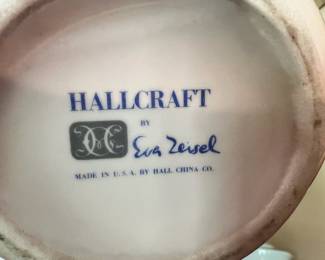 HALLCRAFT
BY
Eva Zeisel
MADE IN U.S.A. BY HALL CHINA CO.